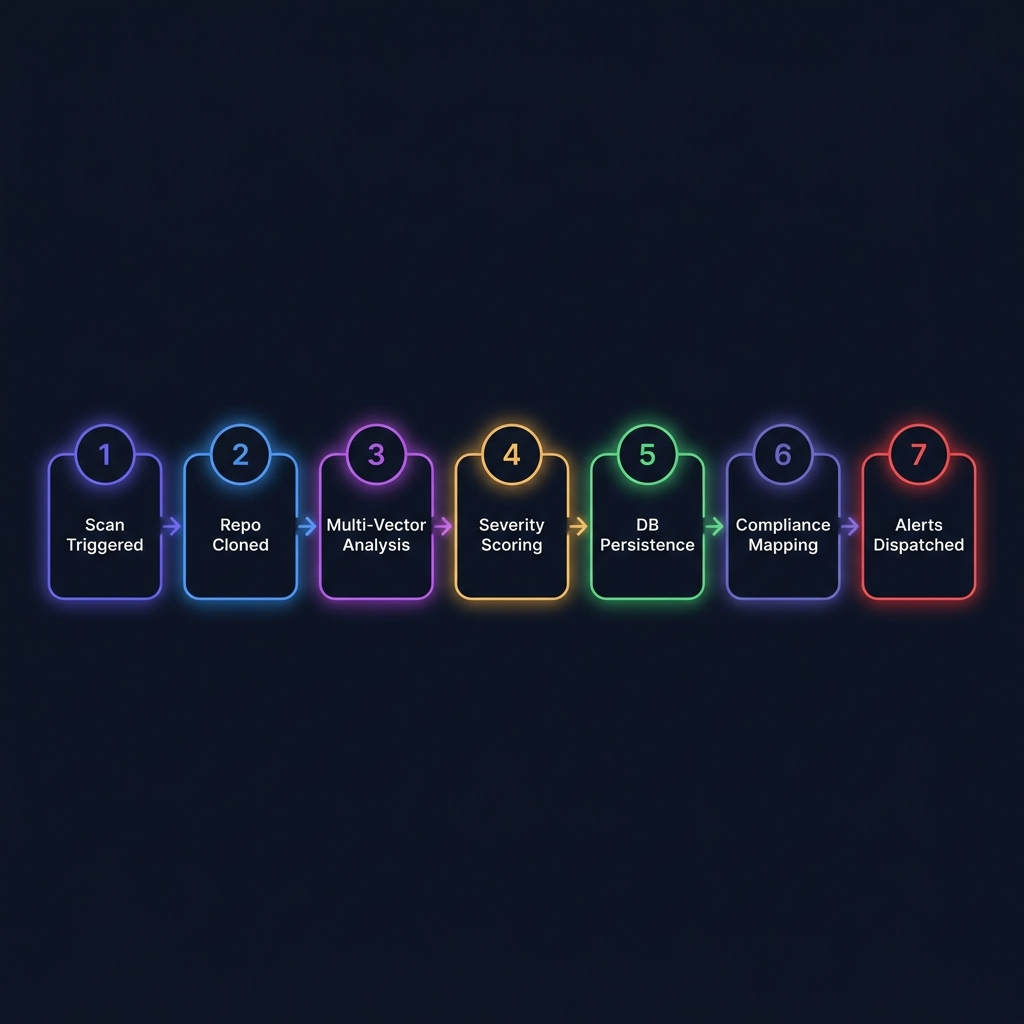 1
Scan
Triggered
2
Repo
Cloned
3
Multi-Vector
Analysis
4
Severity
Scoring
5
DB
Persistence
6
Compliance
Mapping
7
Alerts
Dispatched